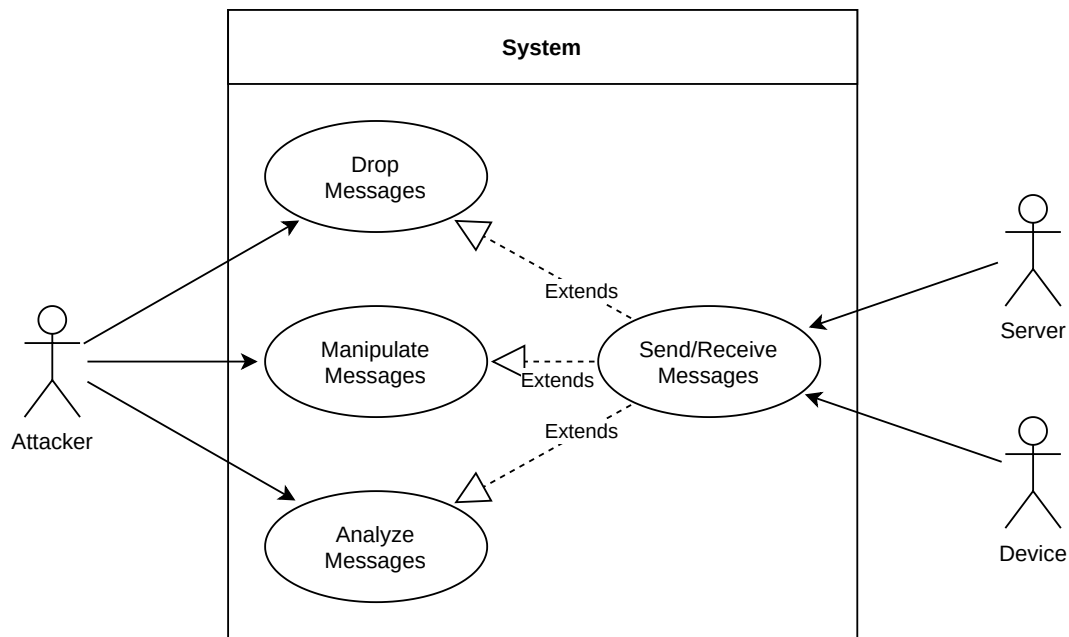 System
Drop
Messages
Extends
Server
Manipulate
Messages
Send/Receive
Messages
Extends
Attacker
Extends
Analyze
Messages
Device